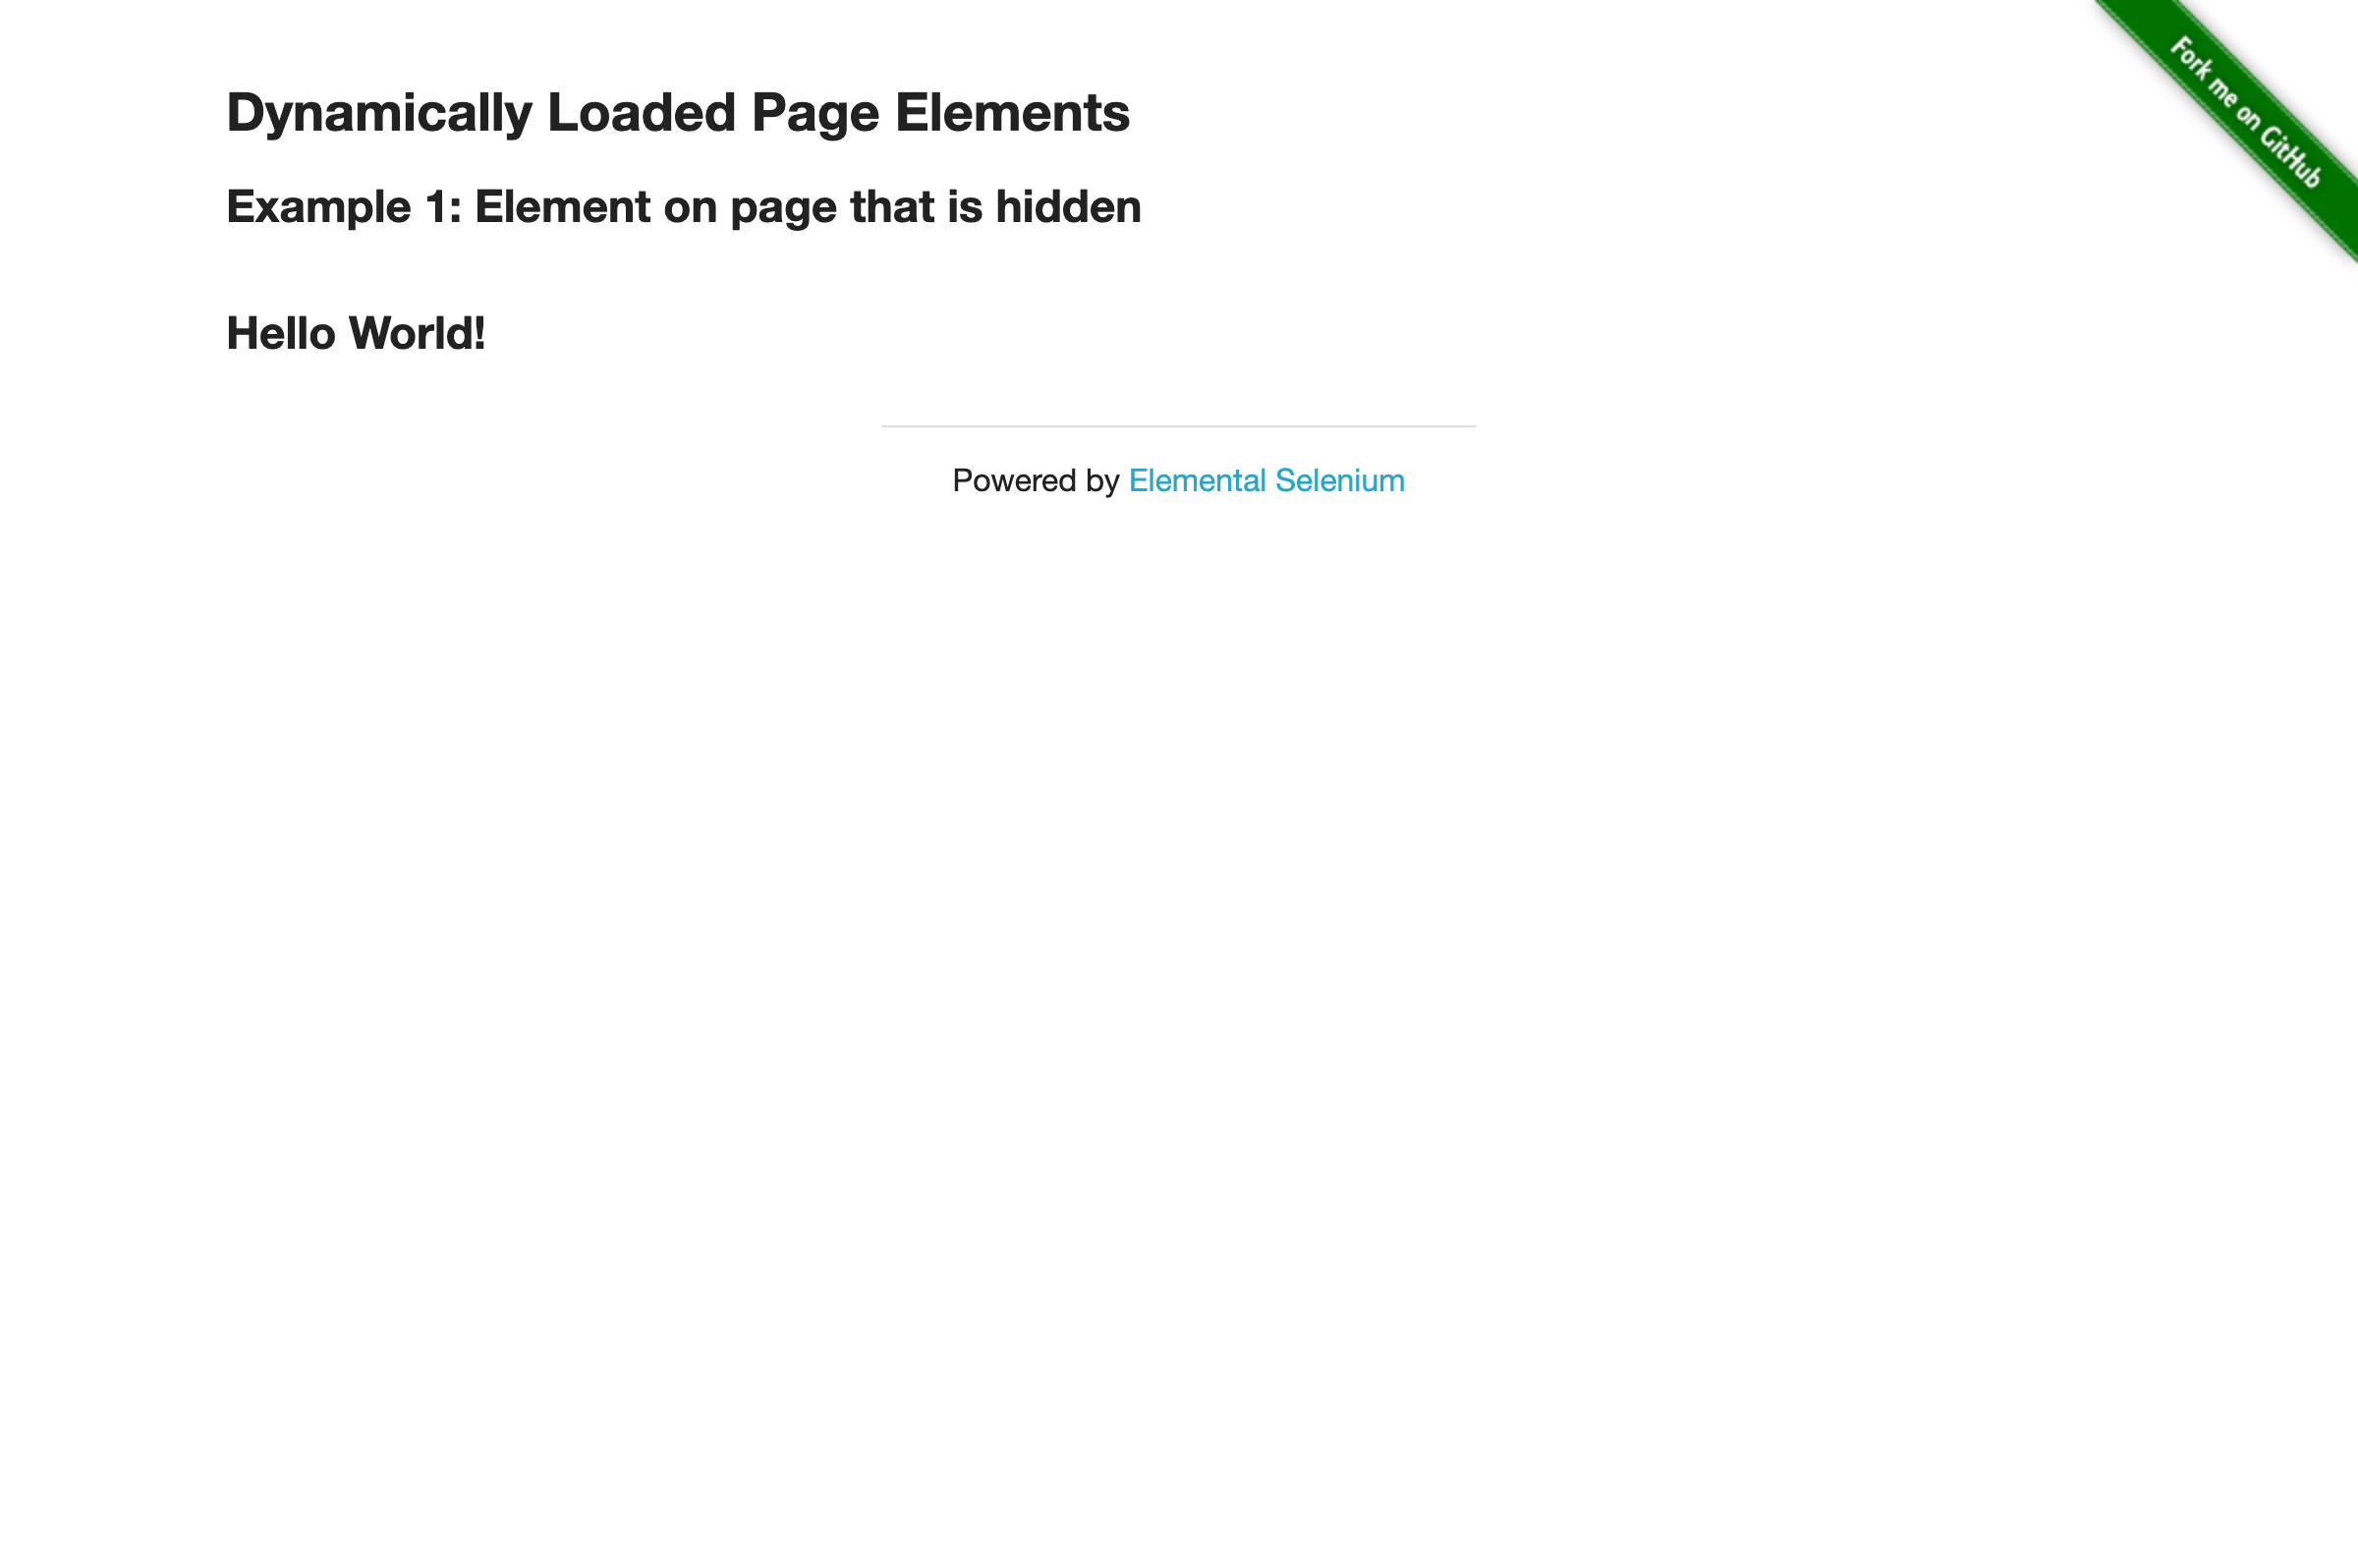 Fork me on GitHub
Dynamically Loaded Page Elements
Example 1: Element on page that is hidden
Hello World!
Powered by Elemental Selenium